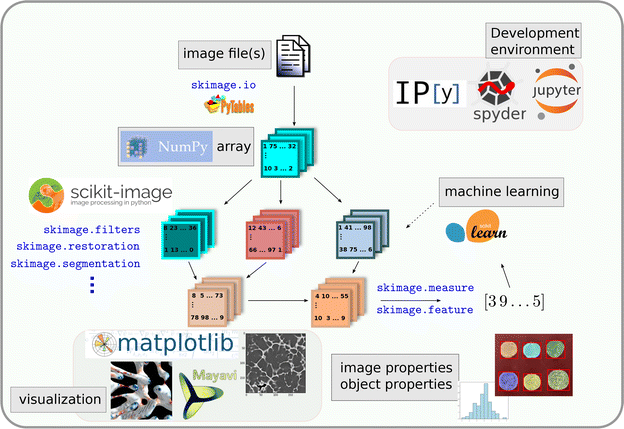 image file(s)
Development
environment
skimage.io
PyTables
IP[y]
spyder
jupyter
NumPy array
1 75 ... 32
⋮
10 3 ... 2
scikit-image
image processing in python
machine learning
skimage.filters
skimage.restoration
skimage.segmentation
⋮
8 23 ... 36
⋮
1 13 ... 0
12 43 ... 6
⋮
66 ... 97 1
1 41 ... 98
⋮
38 75 ... 6
learn
8 5 ... 73
⋮
78 98 ... 9
4 10 ... 55
⋮
10 3 ... 9
skimage.measure
skimage.feature
[3 9 ... 5]
matplotlib
Mayavi
visualization
image properties
object properties